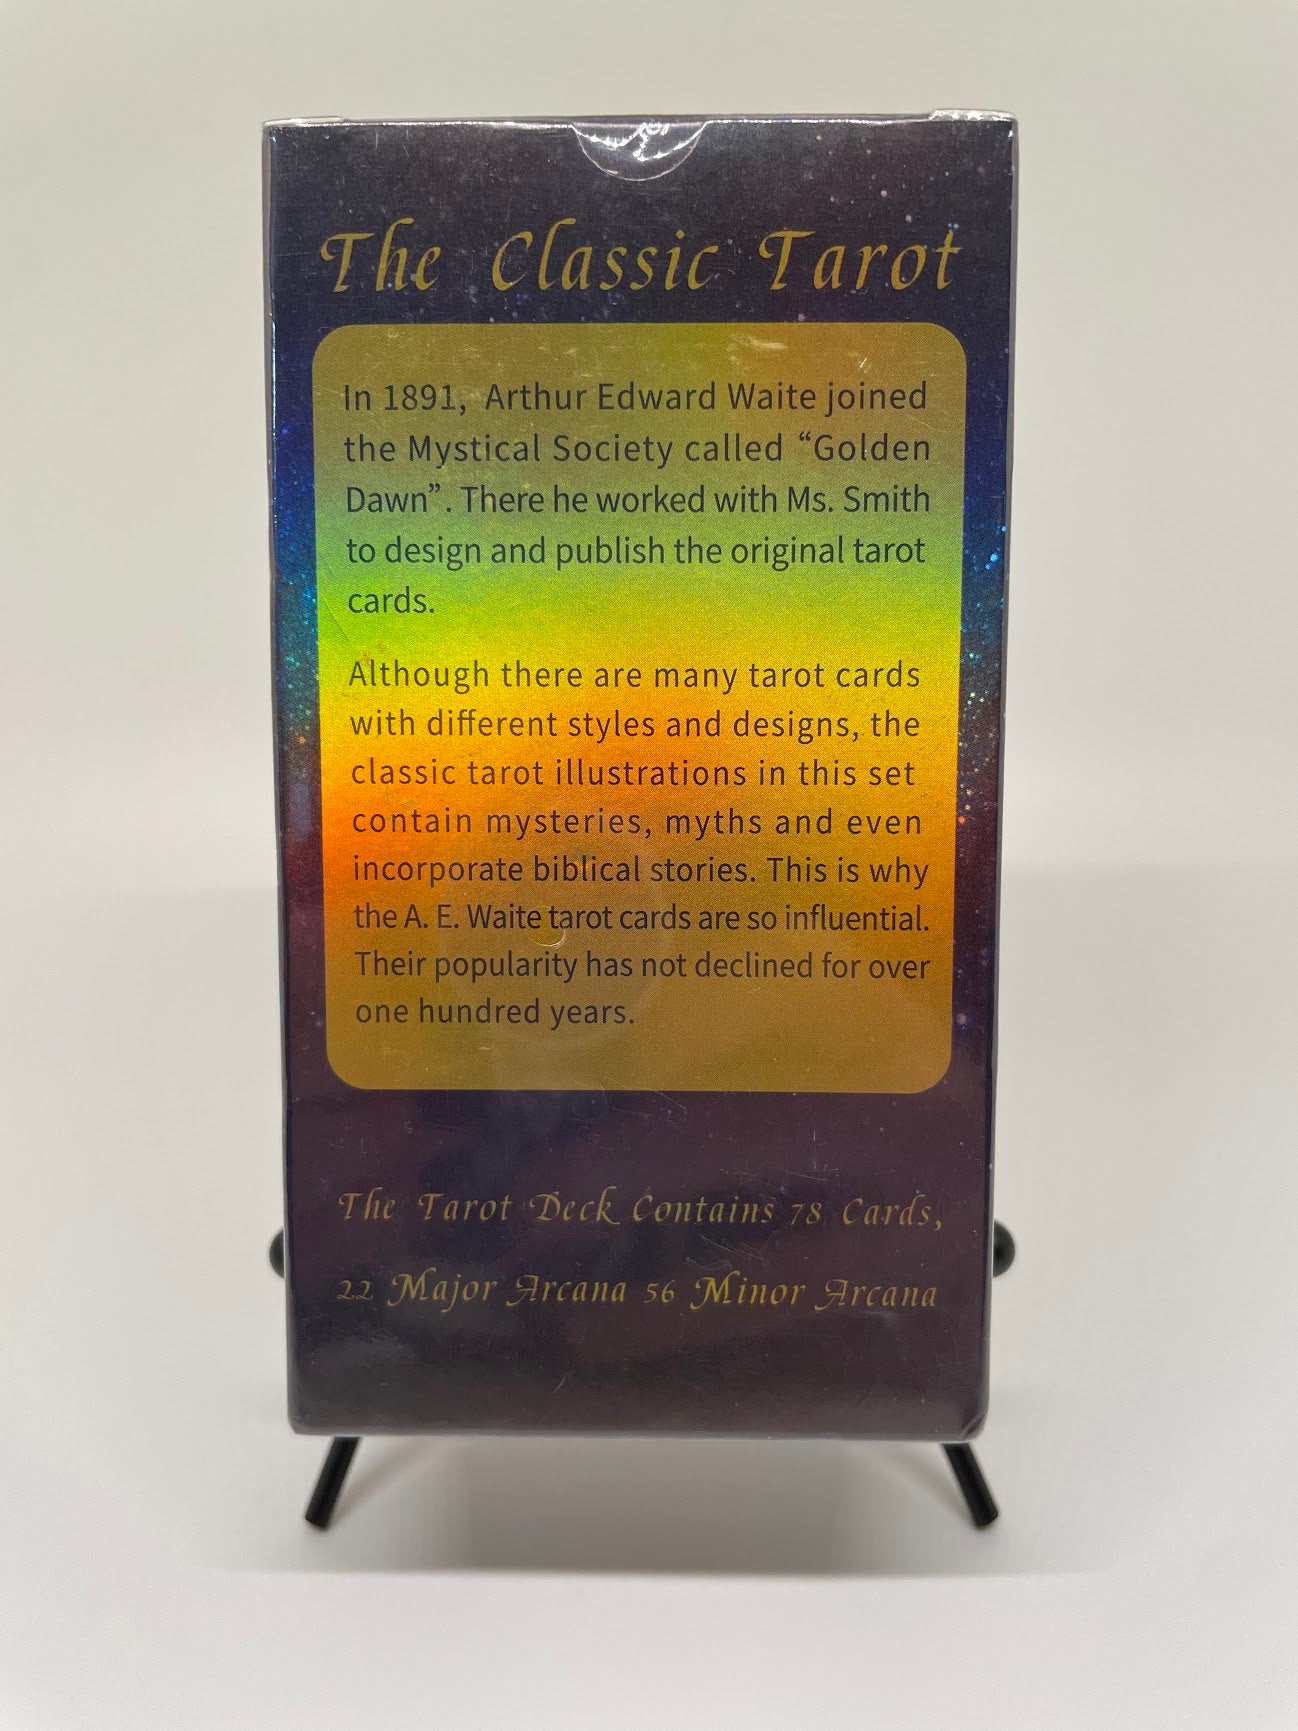 The Classic Tarot
In 1891, Arthur Edward Waite joined
the Mystical Society called “Golden
Dawn”. There he worked with Ms. Smith
to design and publish the original tarot
cards.
Although there are many tarot cards
with different styles and designs, the
classic tarot illustrations in this set
contain mysteries, myths and even
incorporate biblical stories. This is why
the A. E. Waite tarot cards are so influential.
Their popularity has not declined for over
one hundred years.
The Tarot Deck Contains 78 Cards,
22 Major Arcana 56 Minor Arcana